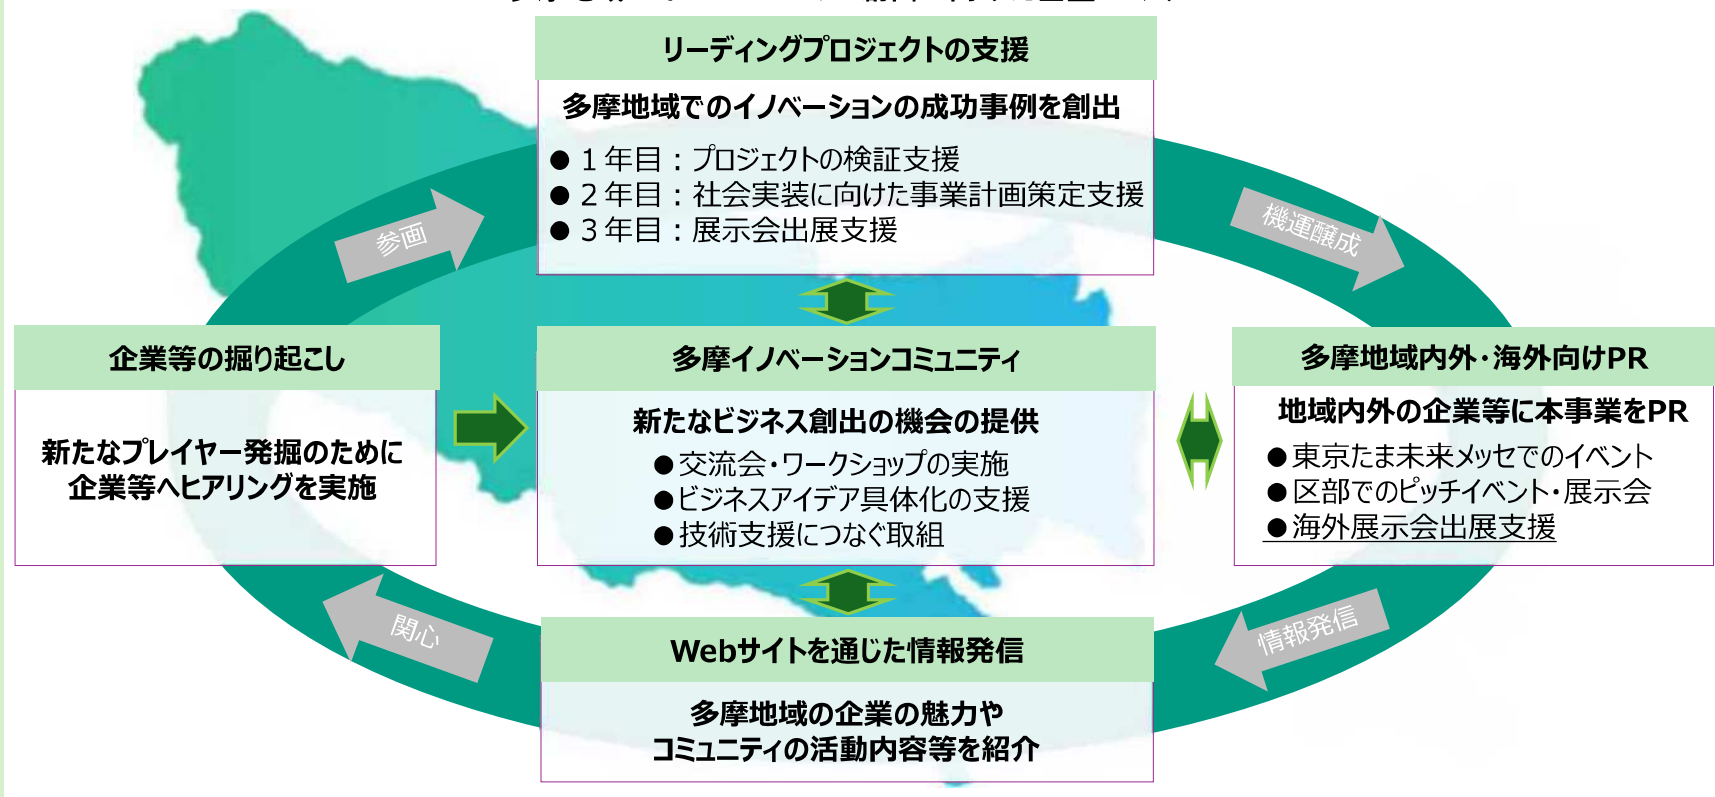 リーディングプロジェクトの支援
多摩地域でのイノベーションの成功事例を創出
●１年目：プロジェクトの検証支援
●２年目：社会実装に向けた事業計画策定支援
●３年目：展示会出展支援
参画
機運醸成
企業等の掘り起こし
新たなプレイヤー発掘のために
企業等へヒアリングを実施
多摩イノベーションコミュニティ
新たなビジネス創出の機会の提供
●交流会・ワークショップの実施
●ビジネスアイデア具体化の支援
●技術支援につなぐ取組
多摩地域内外・海外向けPR
地域内外の企業等に本事業をPR
●東京たま未来メッセでのイベント
●区部でのピッチイベント・展示会
●海外展示会出展支援
関心
情報発信
Webサイトを通じた情報発信
多摩地域の企業の魅力や
コミュニティの活動内容等を紹介